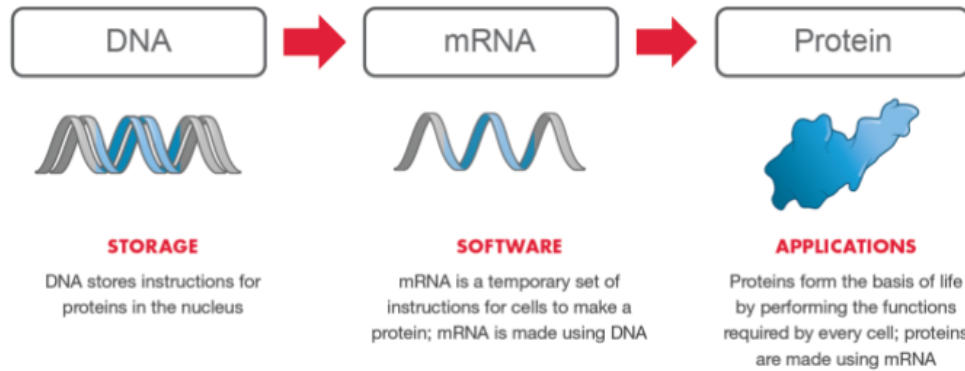 DNA
mRNA
Protein
STORAGE
DNA stores instructions for
proteins in the nucleus
SOFTWARE
mRNA is a temporary set of
instructions for cells to make a
protein; mRNA is made using DNA
APPLICATIONS
Proteins form the basis of life
by performing the functions
required by every cell; proteins
are made using mRNA